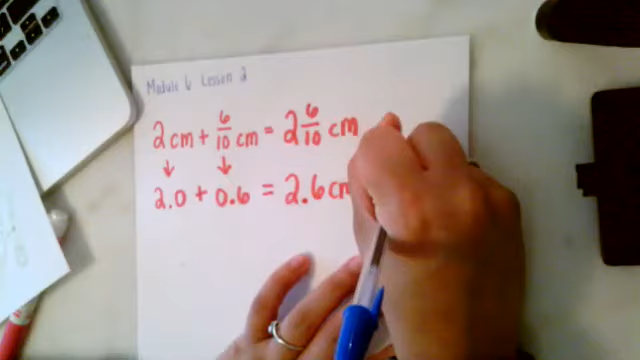 Module 6 Lesson 2
2 cm + 6/10 cm = 2 6/10 cm
↓ ↓
2.0 + 0.6 = 2.6 cm